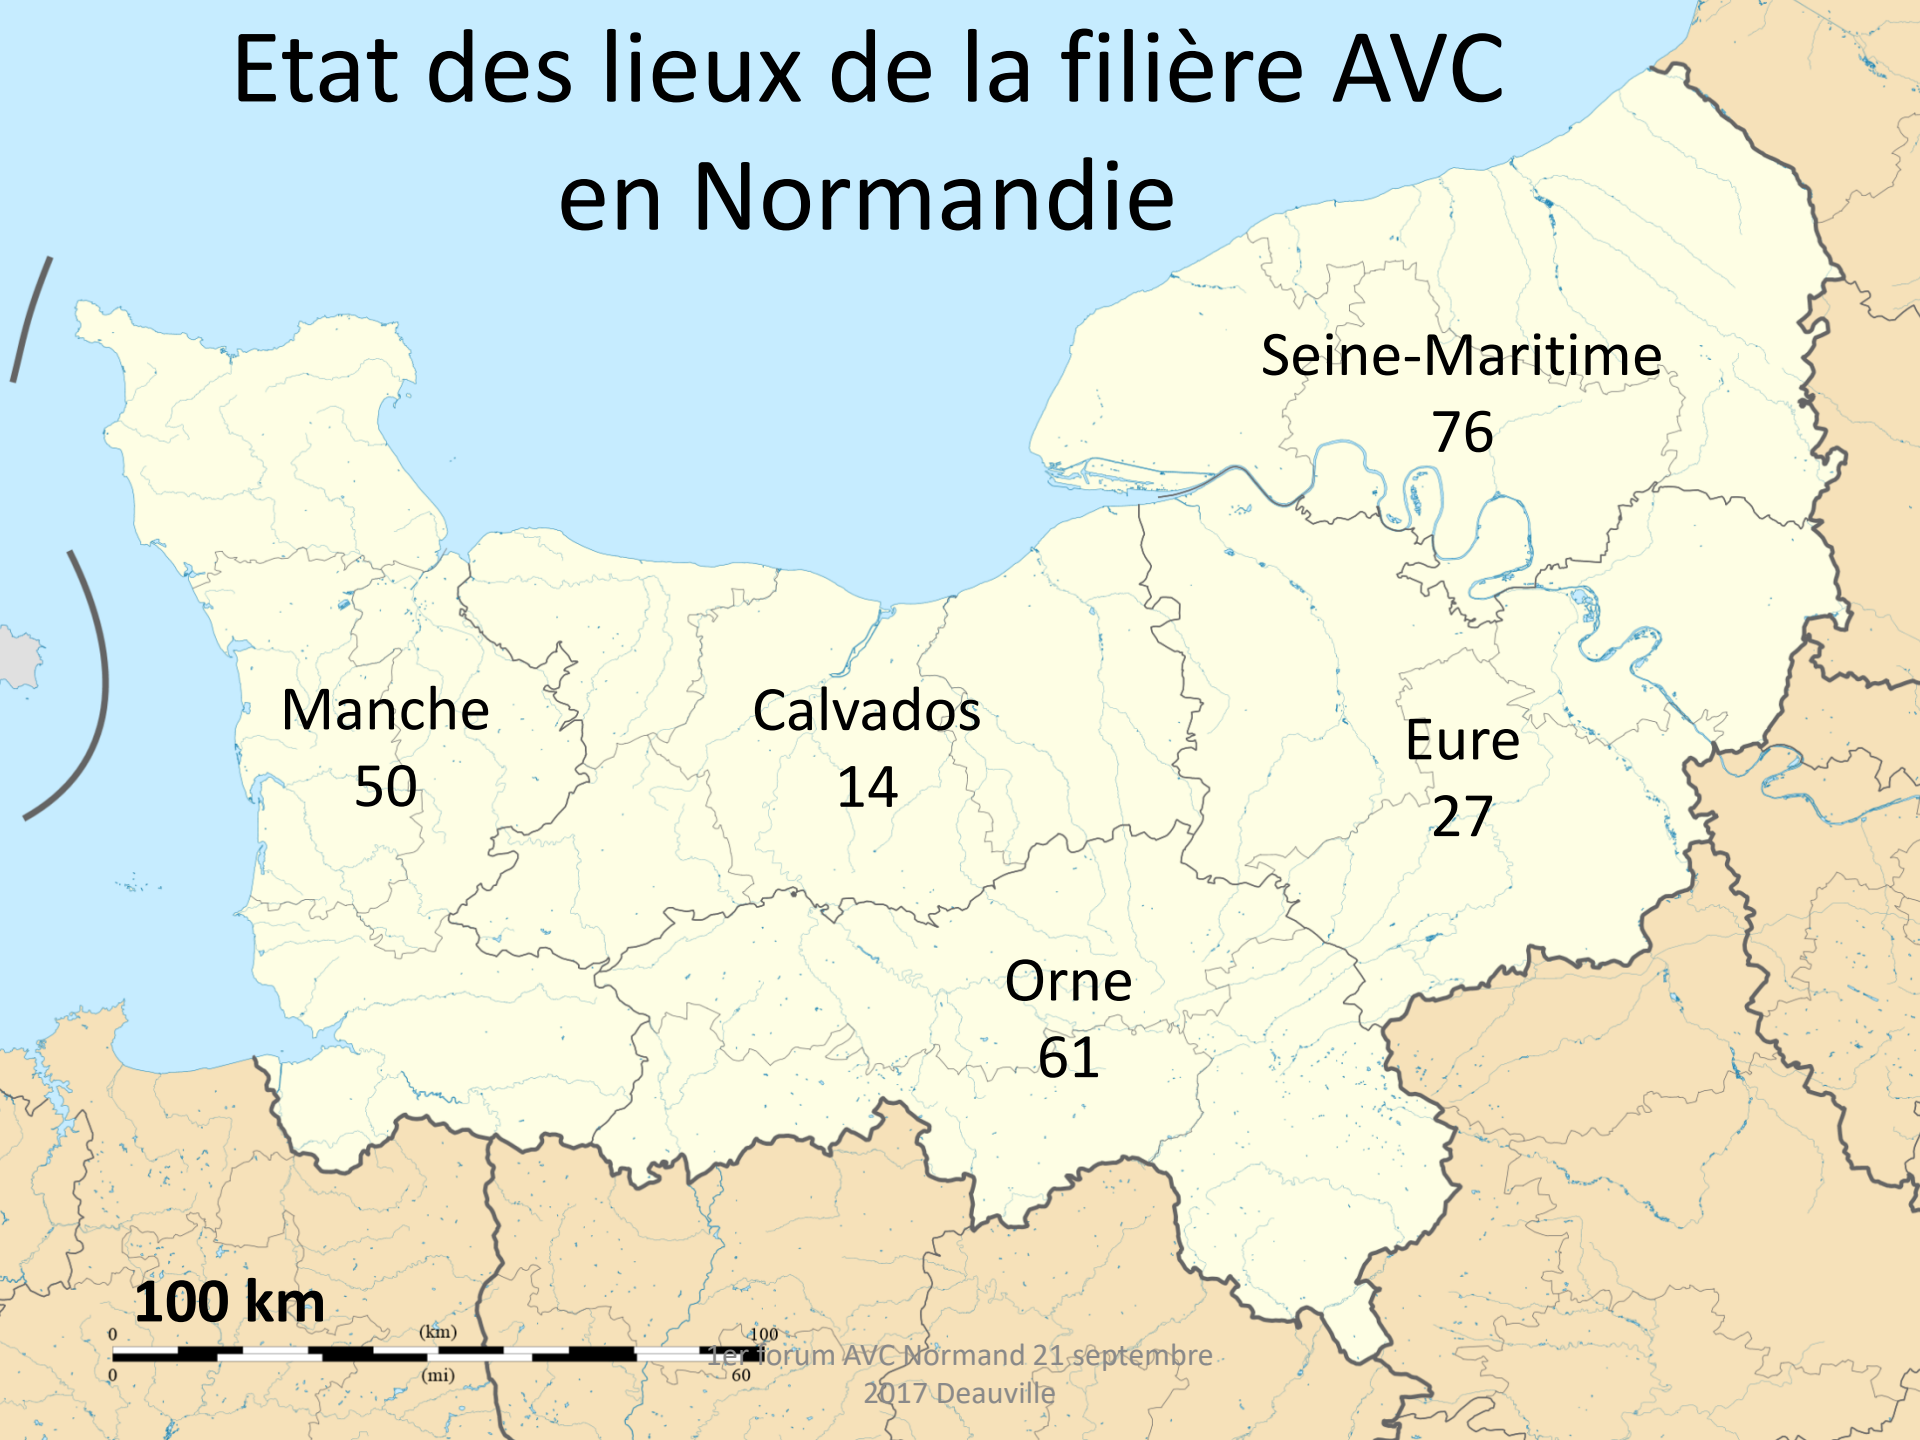 Etat des lieux de la filière AVC
en Normandie
Seine-Maritime
76
Manche
50
Calvados
14
Eure
27
Orne
61
100 km
0 (km) 100
0 (mi) 60
1er forum AVC Normand 21 septembre
2017 Deauville